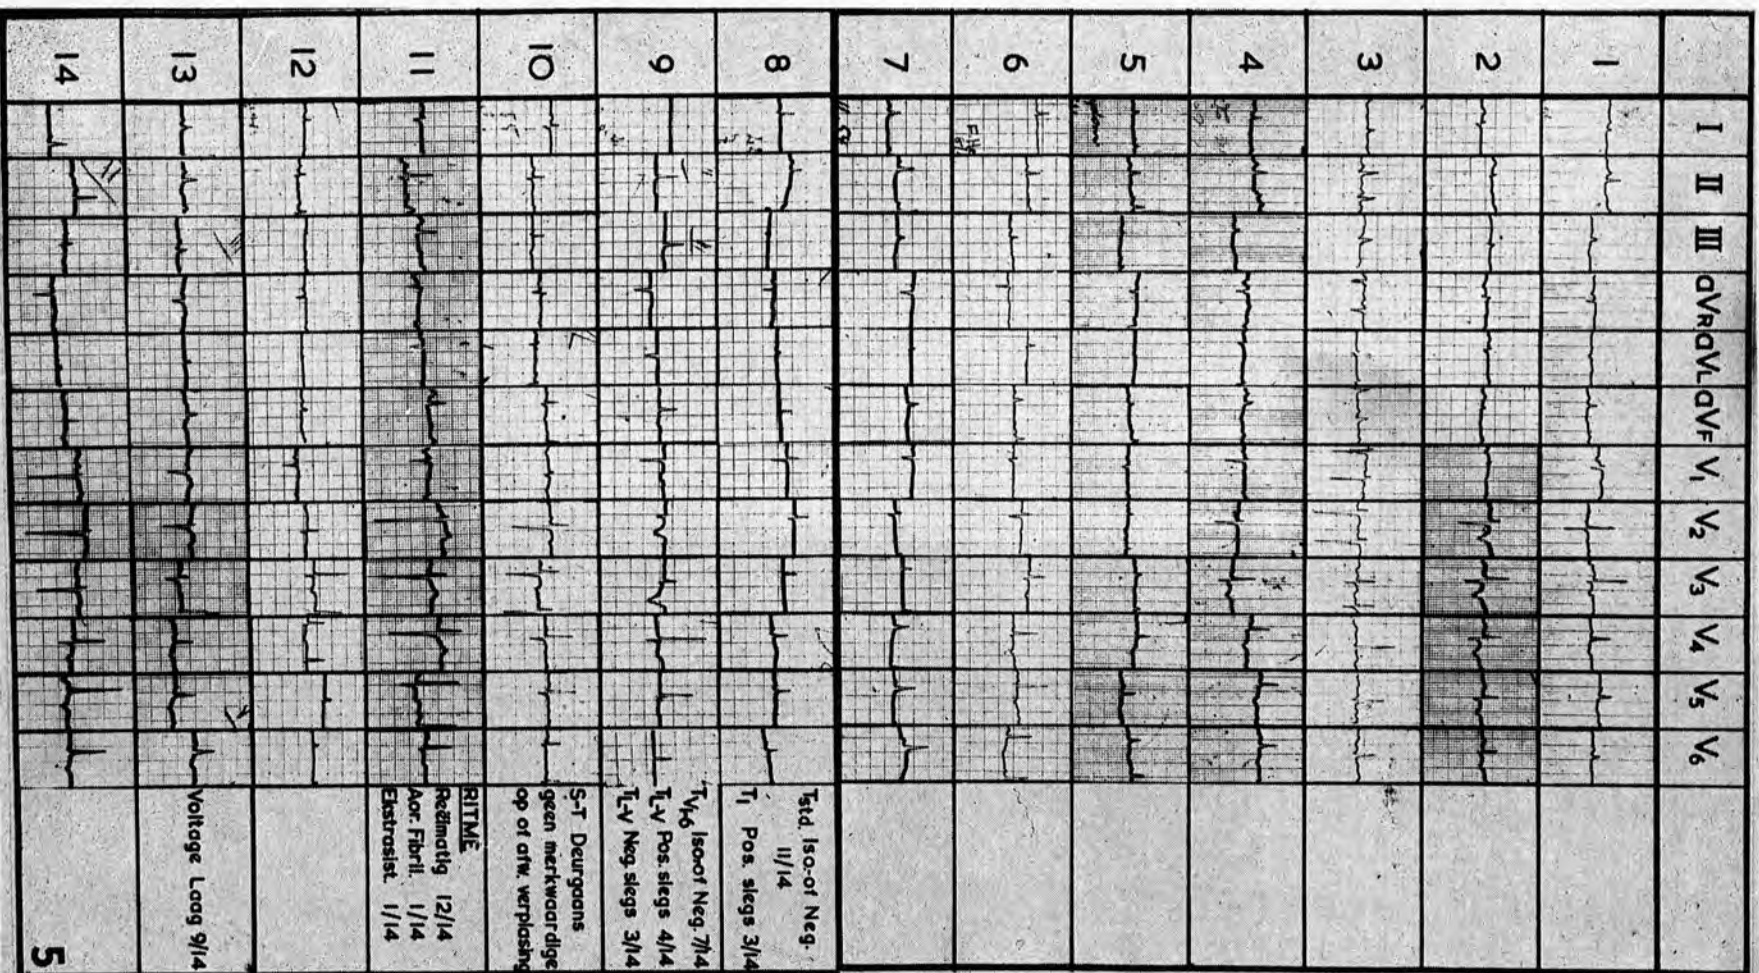 I II III aVR aVL aVF V1 V2 V3 V4 V5 V6
1
2
3
4
5
6
7
8
Tstd. Iso-of Neg.
11/14
T1 Pos. slegs 3/14
9
TV1-6 Iso-of Neg. 7/14
TL-V Pos. slegs 4/14
TL-V Neg. slegs 3/14
10
S-T Deurgaans
geen merkwaardige
op of afw. verplasing
11
RITME
Reëlmatig 12/14
Aor. Fibril. 1/14
Ekstrasist. 1/14
12
13
Voltage Laag 9/14
14
5